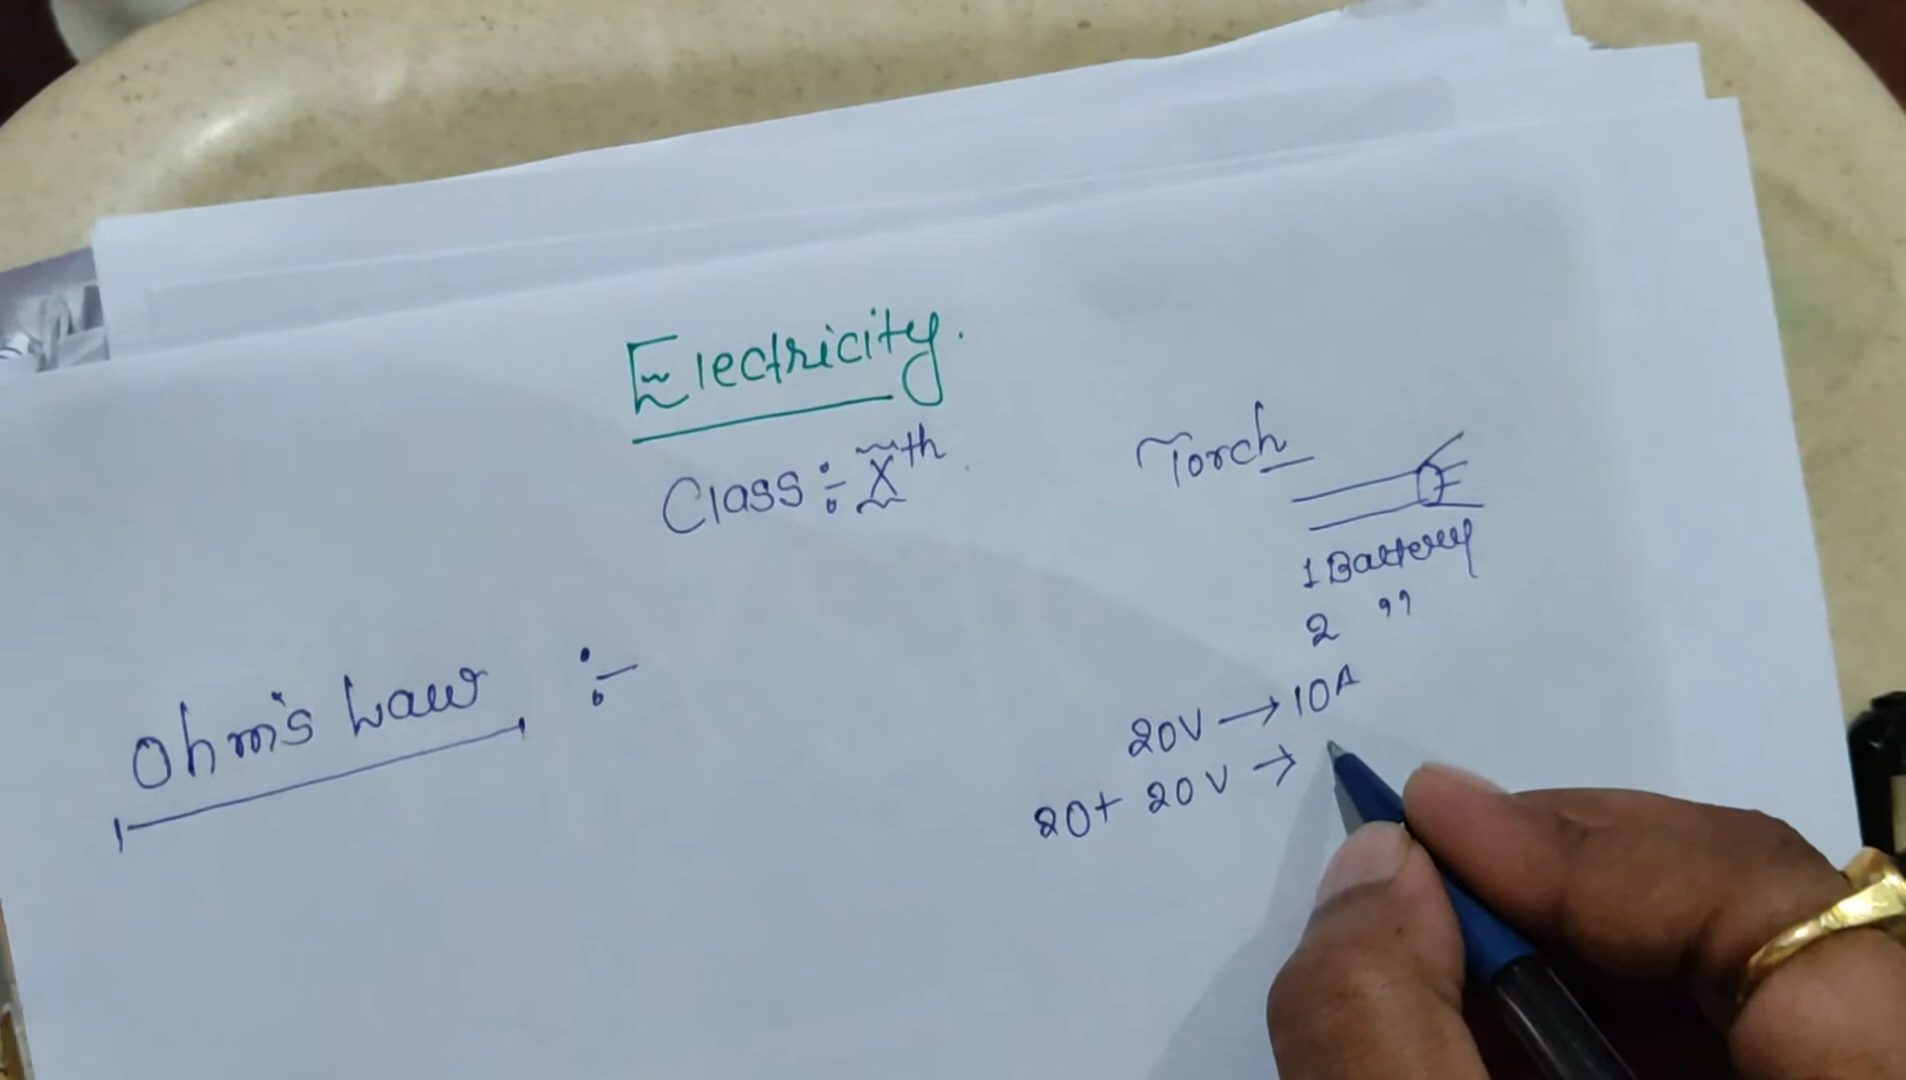 Electricity.
Class :- Xth
Torch
1 Battery
2 ,,
Ohm's Law :-
20V → 10A
20+ 20V →